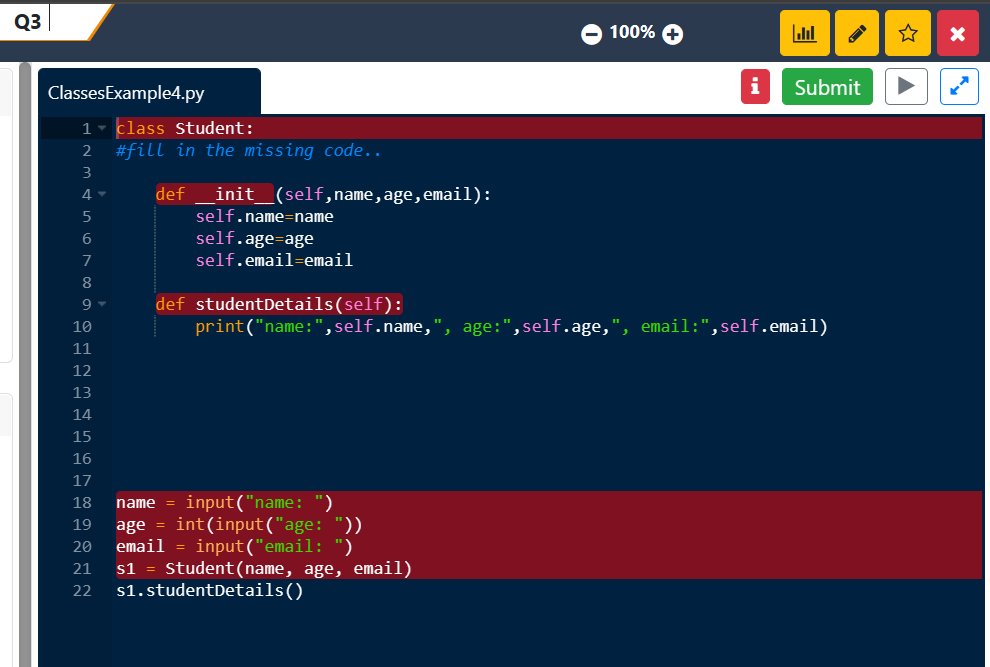 Q3
100%
ClassesExample4.py
Submit
1 class Student:
2 #fill in the missing code..
3
4     def __init__(self,name,age,email):
5         self.name=name
6         self.age=age
7         self.email=email
8
9     def studentDetails(self):
10         print("name:",self.name,", age:",self.age,", email:",self.email)
11
12
13
14
15
16
17
18 name = input("name: ")
19 age = int(input("age: "))
20 email = input("email: ")
21 s1 = Student(name, age, email)
22 s1.studentDetails()